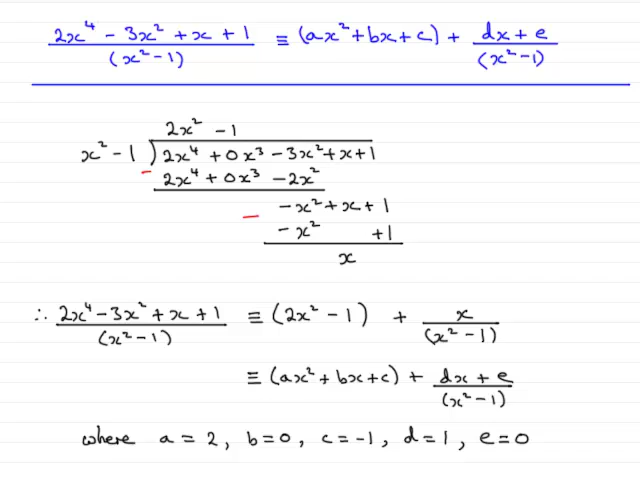 2x⁴ - 3x² + x + 1 / (x² - 1) ≡ (ax² + bx + c) + dx + e / (x² - 1)
2x² - 1
x² - 1 ) 2x⁴ + 0x³ - 3x² + x + 1
- 2x⁴ + 0x³ - 2x²
- x² + x + 1
- - x² + 1
x
∴ 2x⁴ - 3x² + x + 1 / (x² - 1) ≡ (2x² - 1) + x / (x² - 1)
≡ (ax² + bx + c) + dx + e / (x² - 1)
where a = 2, b = 0, c = -1, d = 1, e = 0